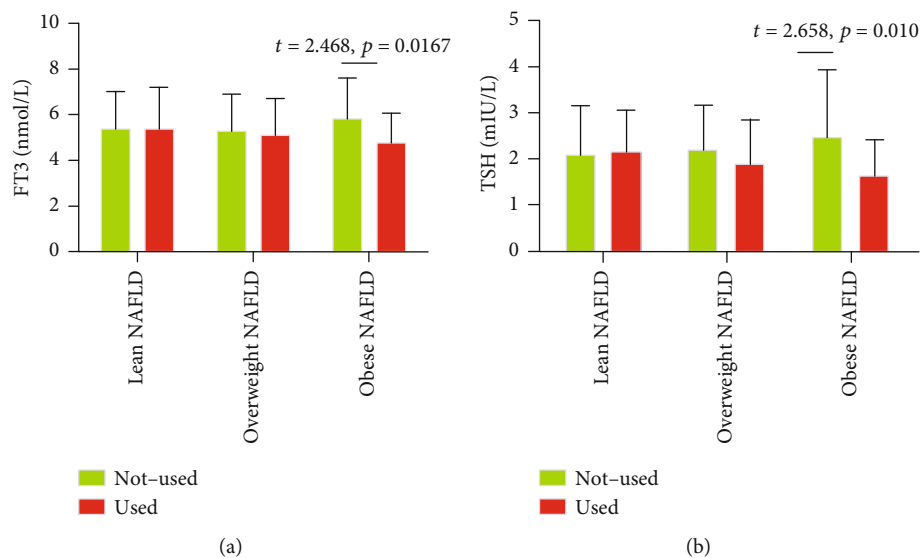 10
8
6
4
2
0
FT3 (nmol/L)
t = 2.468, p = 0.0167
Lean NAFLD
Overweight NAFLD
Obese NAFLD
Not–used
Used
(a)
5
4
3
2
1
0
TSH (mIU/L)
t = 2.658, p = 0.010
Lean NAFLD
Overweight NAFLD
Obese NAFLD
Not–used
Used
(b)